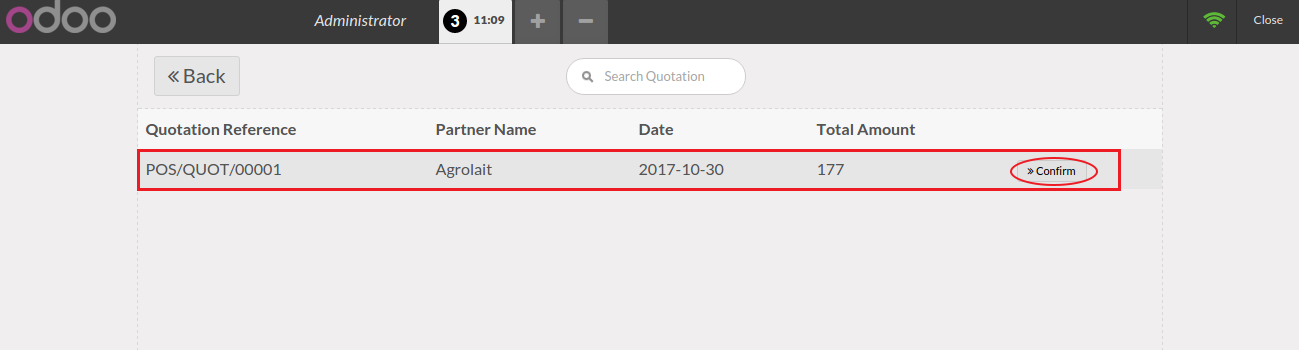 odoo Administrator 3 11:09 + − Close
« Back Search Quotation
Quotation Reference Partner Name Date Total Amount
POS/QUOT/00001 Agrolait 2017-10-30 177 » Confirm